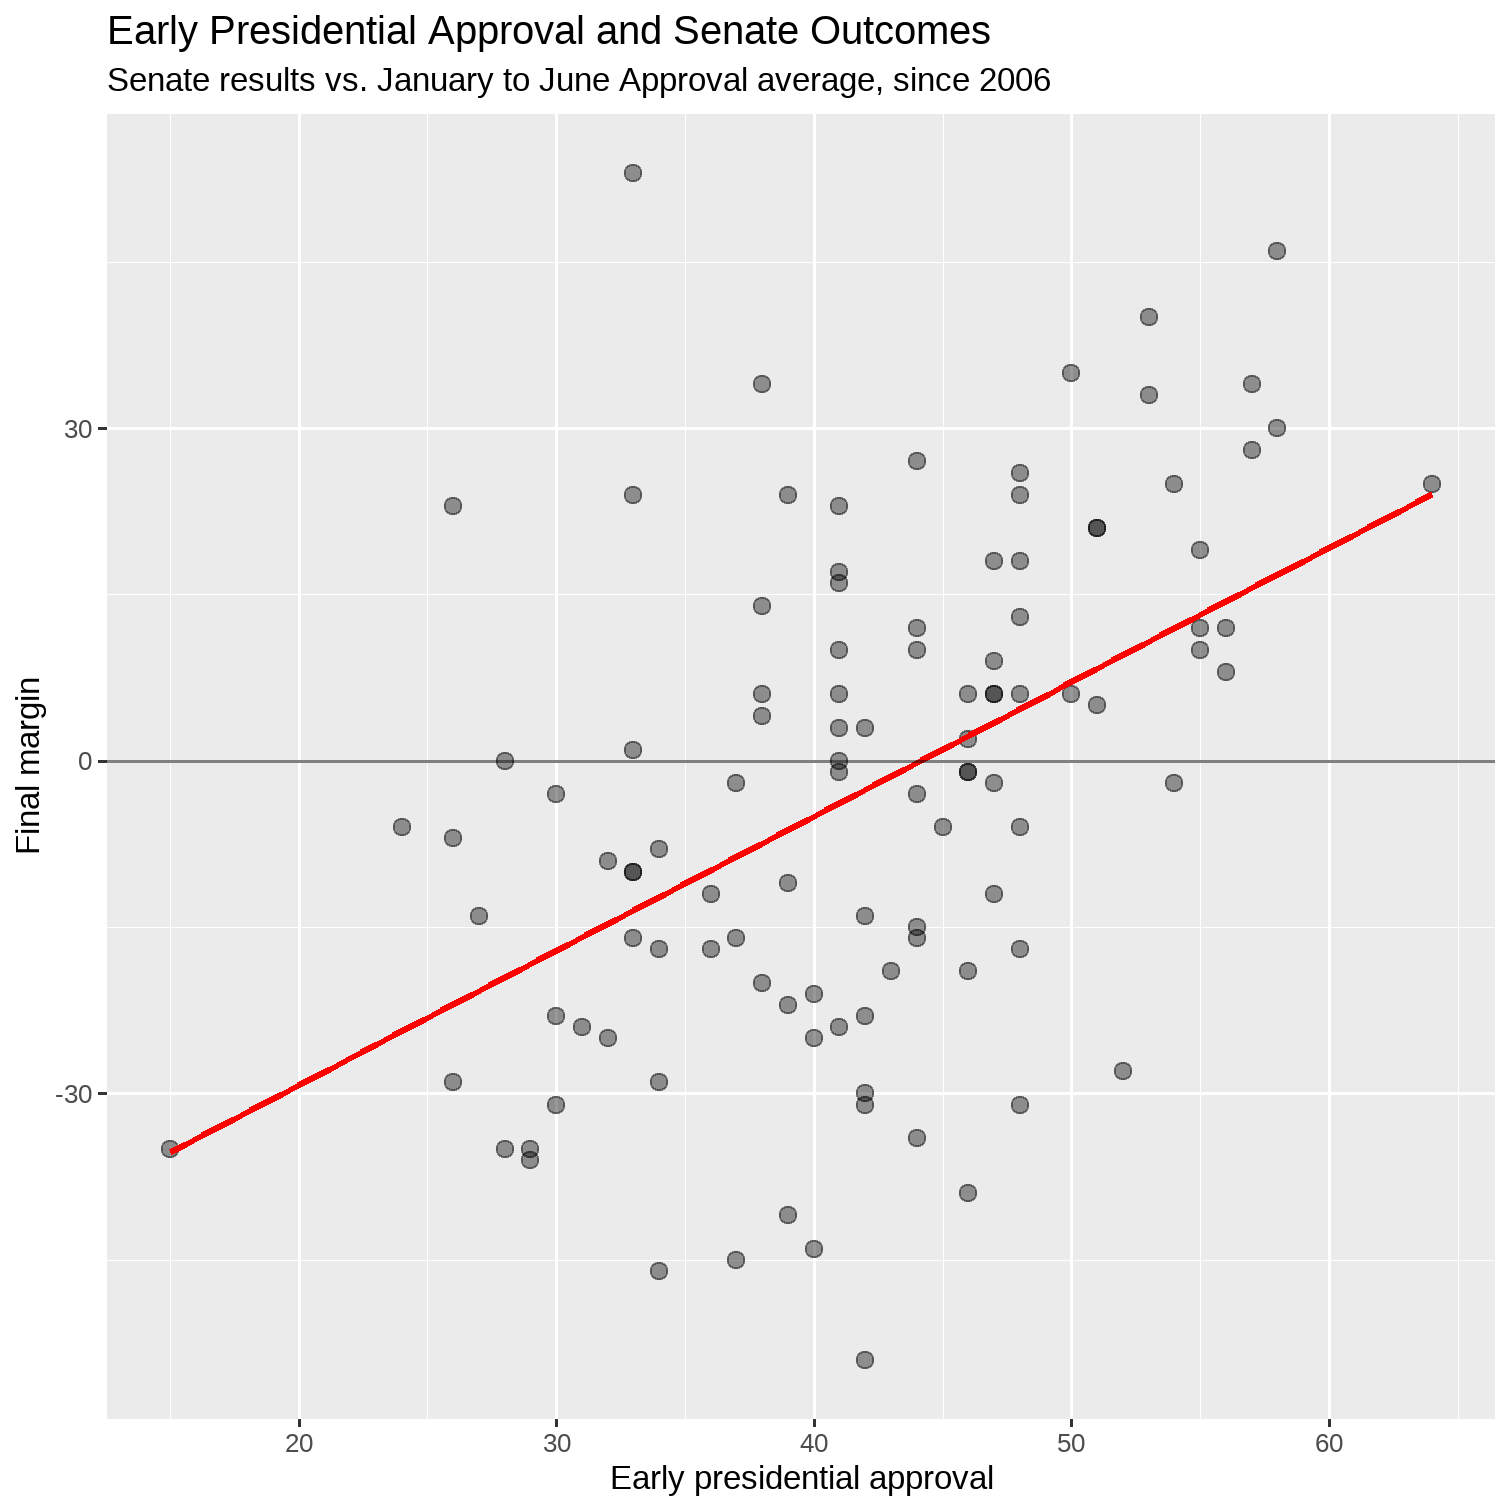 Early Presidential Approval and Senate Outcomes
Senate results vs. January to June Approval average, since 2006
30
0
-30
Final margin
20 30 40 50 60
Early presidential approval